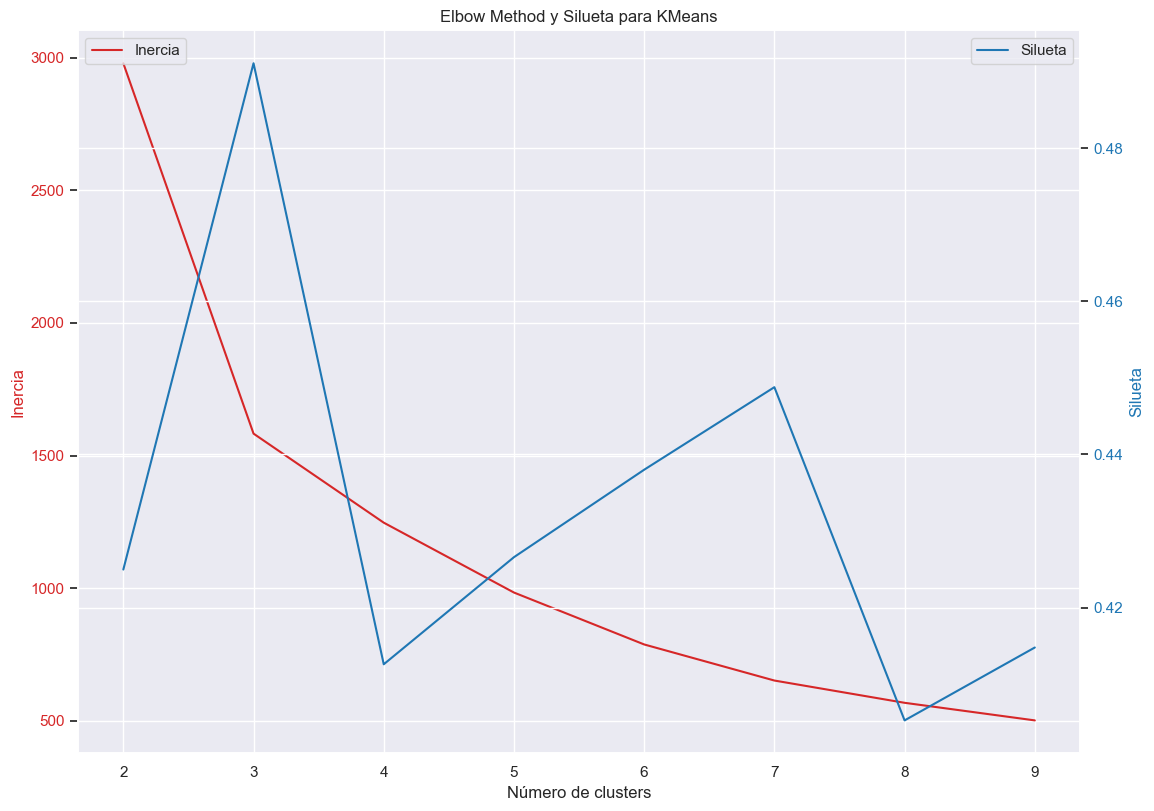 Elbow Method y Silueta para KMeans
Inercia
Silueta
3000
2500
2000
1500
1000
500
Inercia
0.48
0.46
0.44
0.42
Silueta
2 3 4 5 6 7 8 9
Número de clusters